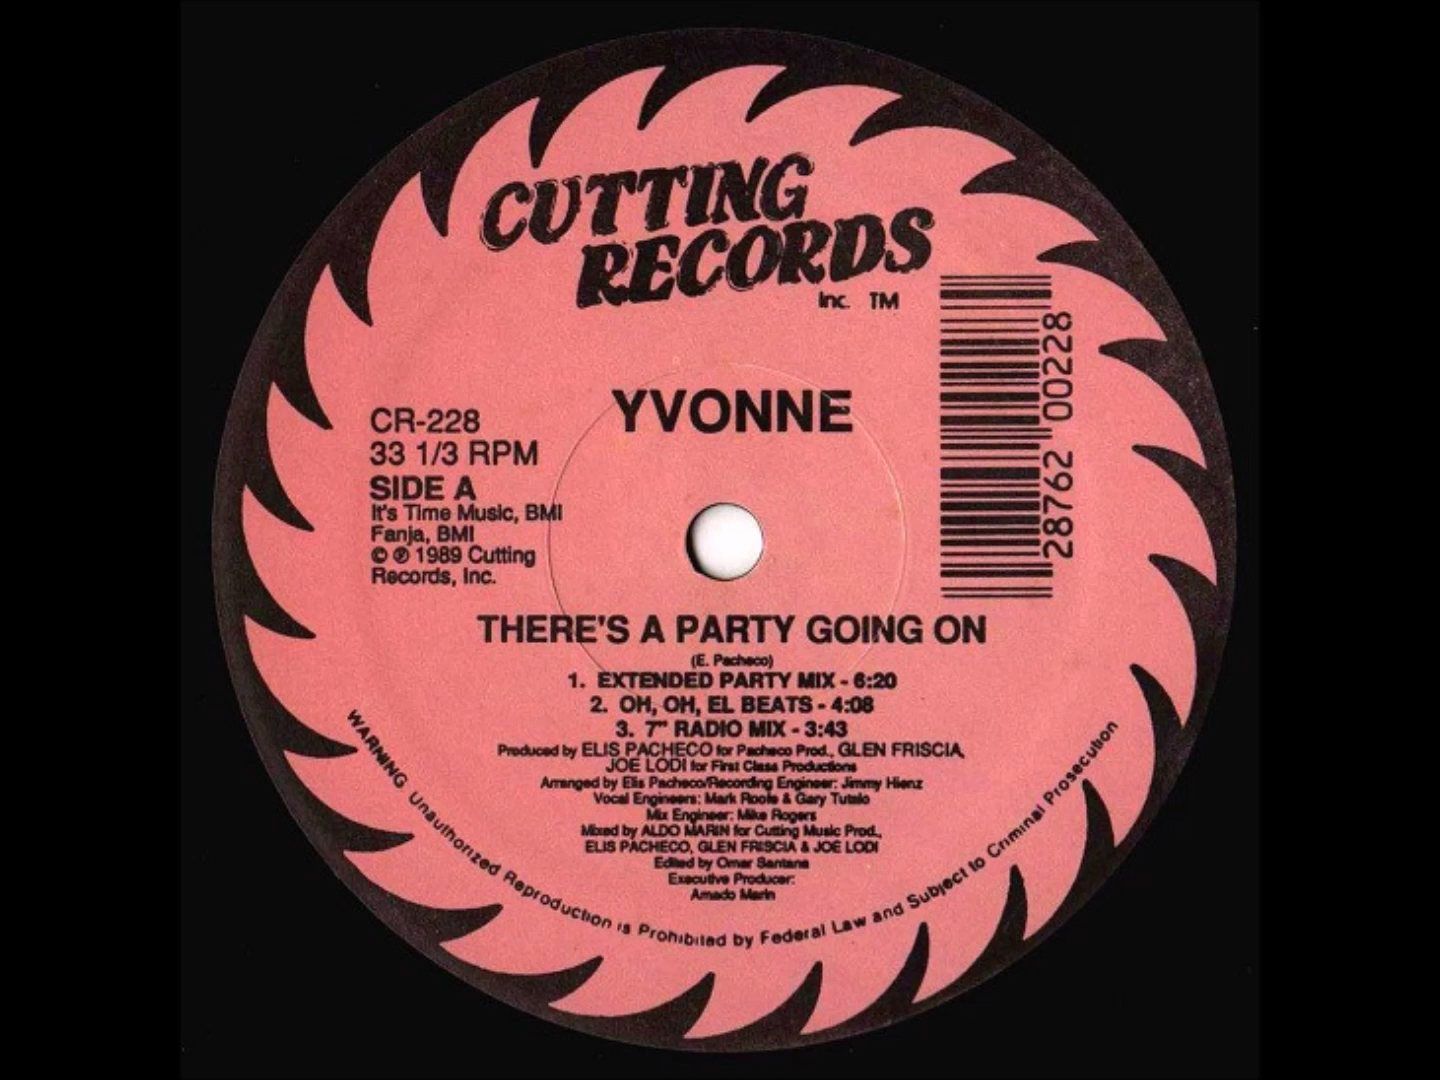 CUTTING
RECORDS
Inc. TM
YVONNE
CR-228
33 1/3 RPM
SIDE A
It's Time Music, BMI
Fanja, BMI
© ℗ 1989 Cutting
Records, Inc.
28762 00228
THERE'S A PARTY GOING ON
(E. Pacheco)
1. EXTENDED PARTY MIX - 6:20
2. OH, OH, EL BEATS - 4:08
3. 7" RADIO MIX - 3:43
Produced by ELIS PACHECO for Pacheco Prod., GLEN FRISCIA,
JOE LODI for First Class Productions
Arranged by Elis Pacheco/Recording Engineer: Jimmy Hienz
Vocal Engineers: Mark Roofe & Gary Tutalo
Mix Engineer: Mike Rogers
Mixed by ALDO MARIN for Cutting Music Prod.,
ELIS PACHECO, GLEN FRISCIA & JOE LODI
Edited by Omar Santana
Executive Producer:
Amado Marin
WARNING Unauthorized Reproduction is Prohibited by Federal Law and Subject to Criminal Prosecution